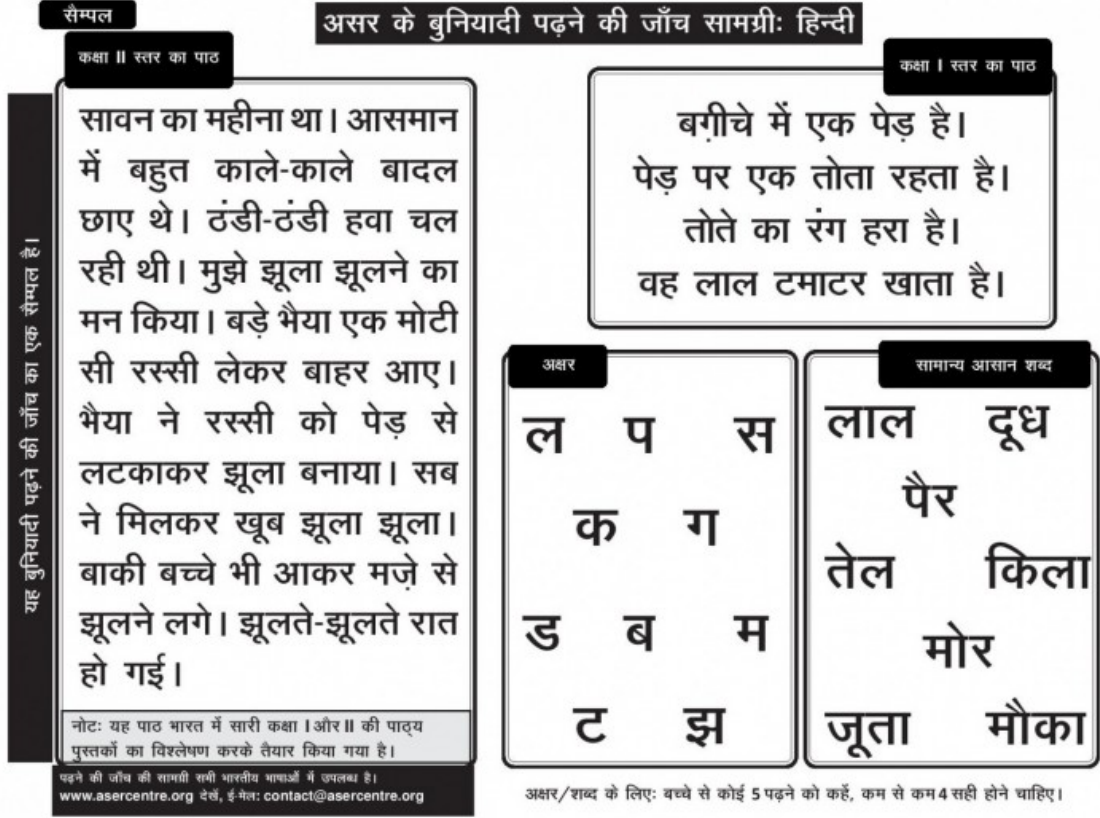 सैम्पल
असर के बुनियादी पढ़ने की जाँच सामग्रीः हिन्दी
कक्षा II स्तर का पाठ
सावन का महीना था। आसमान
में बहुत काले-काले बादल
छाए थे। ठंडी-ठंडी हवा चल
रही थी। मुझे झूला झूलने का
मन किया। बड़े भैया एक मोटी
सी रस्सी लेकर बाहर आए।
भैया ने रस्सी को पेड़ से
लटकाकर झूला बनाया। सब
ने मिलकर खूब झूला झूला।
बाकी बच्चे भी आकर मज़े से
झूलने लगे। झूलते-झूलते रात
हो गई।
नोटः यह पाठ भारत में सारी कक्षा I और II की पाठ्य
पुस्तकों का विश्लेषण करके तैयार किया गया है।
पढ़ने की जाँच की सामग्री सभी भारतीय भाषाओं में उपलब्ध है।
www.asercentre.org देखें, ई-मेल: contact@asercentre.org
यह बुनियादी पढ़ने की जाँच का एक सैम्पल है।
कक्षा I स्तर का पाठ
बग़ीचे में एक पेड़ है।
पेड़ पर एक तोता रहता है।
तोते का रंग हरा है।
वह लाल टमाटर खाता है।
अक्षर
ल प स
क ग
ड ब म
ट झ
सामान्य आसान शब्द
लाल दूध
पैर
तेल किला
मोर
जूता मौका
अक्षर/शब्द के लिएः बच्चे से कोई 5 पढ़ने को कहें, कम से कम 4 सही होने चाहिए।